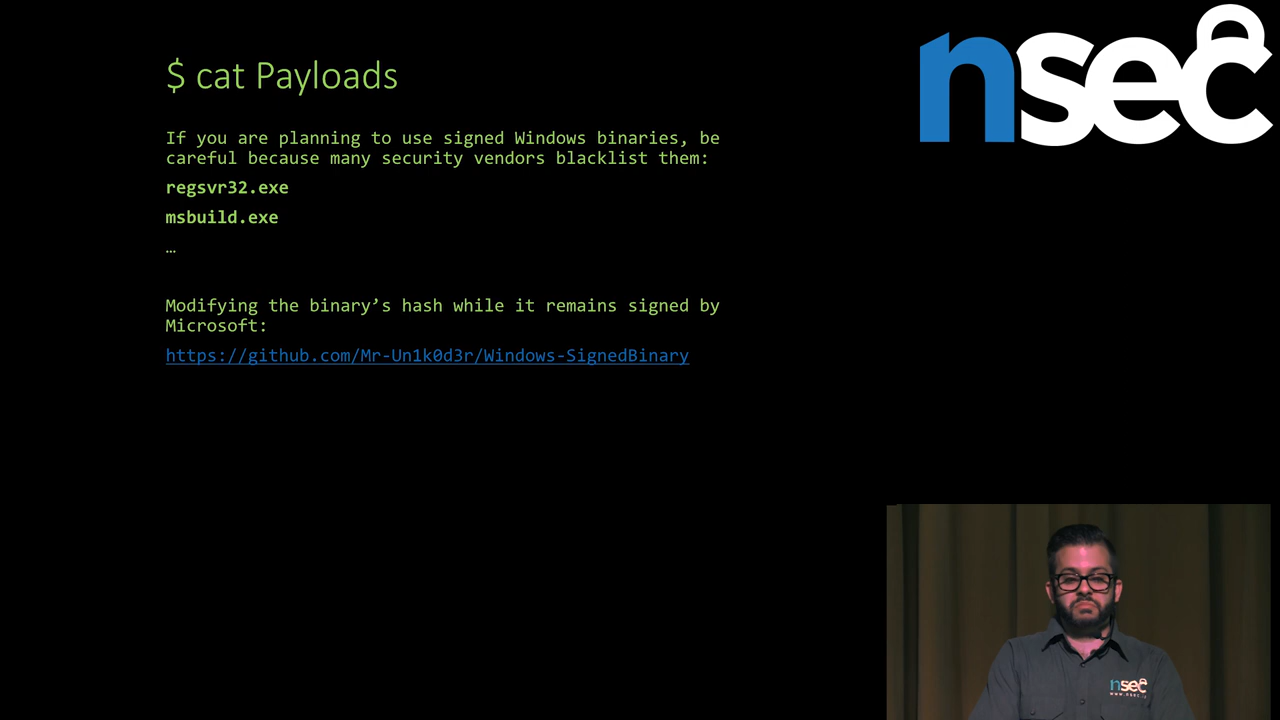 nsec
$ cat Payloads
If you are planning to use signed Windows binaries, be
careful because many security vendors blacklist them:
regsvr32.exe
msbuild.exe
…
Modifying the binary’s hash while it remains signed by
Microsoft:
https://github.com/Mr-Un1k0d3r/Windows-SignedBinary
nsec